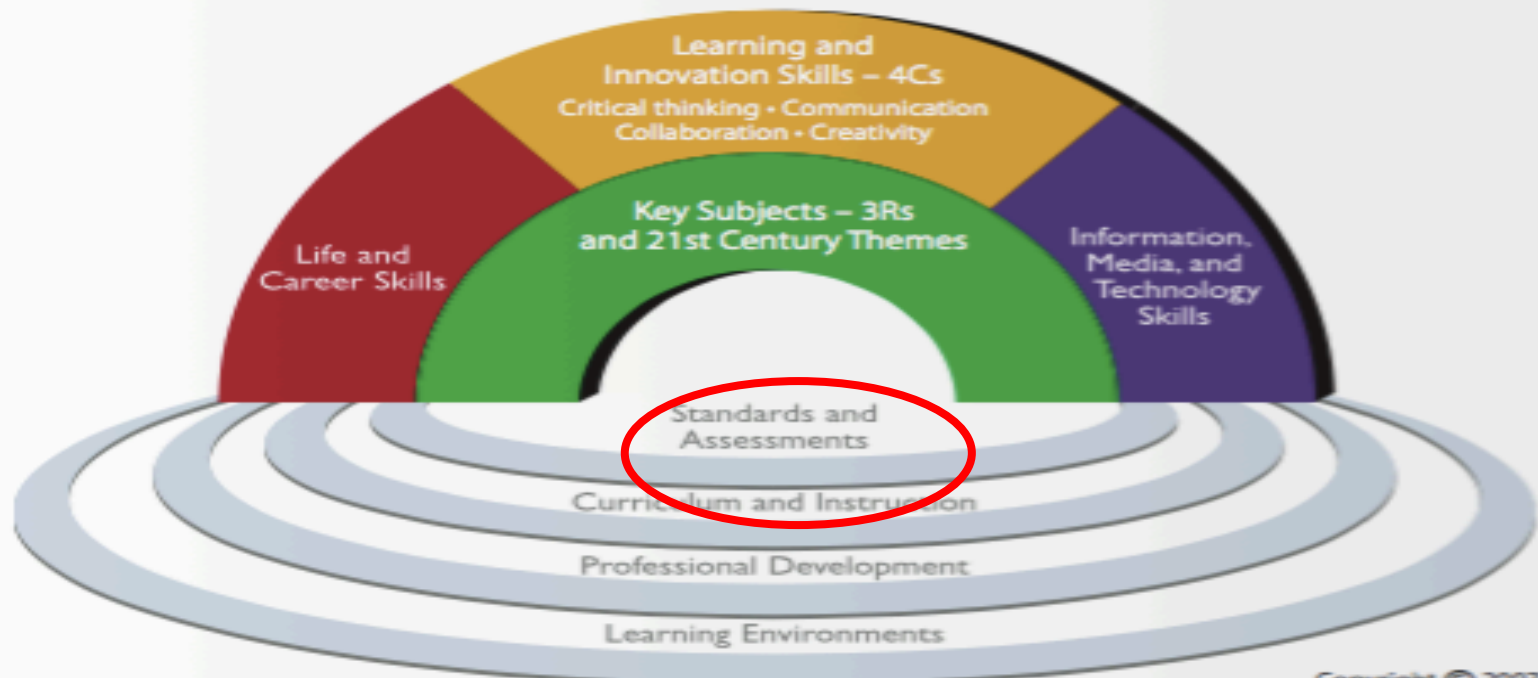 Learning and
Innovation Skills – 4Cs
Critical thinking • Communication
Collaboration • Creativity
Key Subjects – 3Rs
and 21st Century Themes
Life and
Career Skills
Information,
Media, and
Technology
Skills
Standards and
Assessments
Curriculum and Instruction
Professional Development
Learning Environments